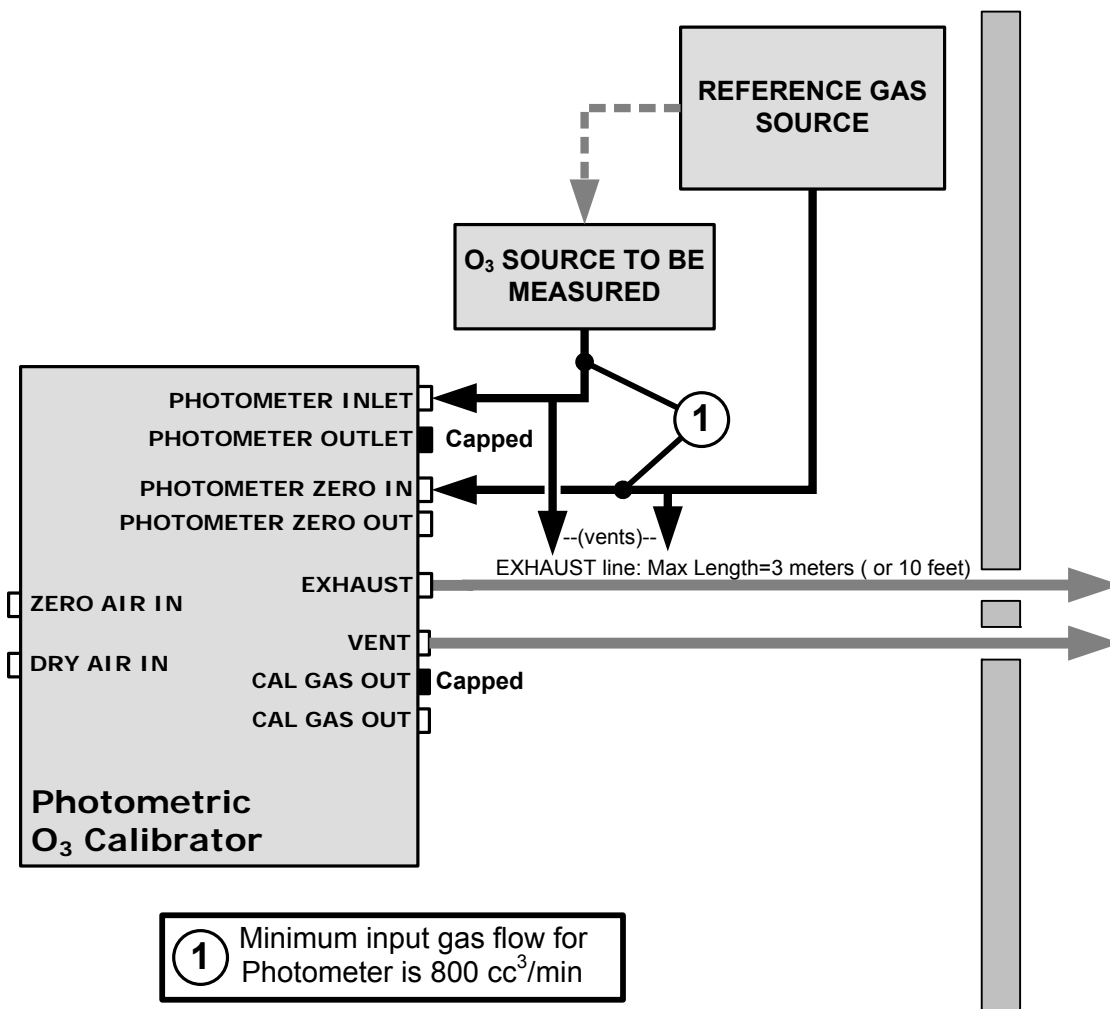 REFERENCE GAS
SOURCE
O₃ SOURCE TO BE
MEASURED
PHOTOMETER INLET
PHOTOMETER OUTLET
Capped
1
PHOTOMETER ZERO IN
PHOTOMETER ZERO OUT
--(vents)--
EXHAUST line: Max Length=3 meters ( or 10 feet)
EXHAUST
ZERO AIR IN
VENT
DRY AIR IN
CAL GAS OUT
Capped
CAL GAS OUT
Photometric
O₃ Calibrator
1
Minimum input gas flow for
Photometer is 800 cc³/min